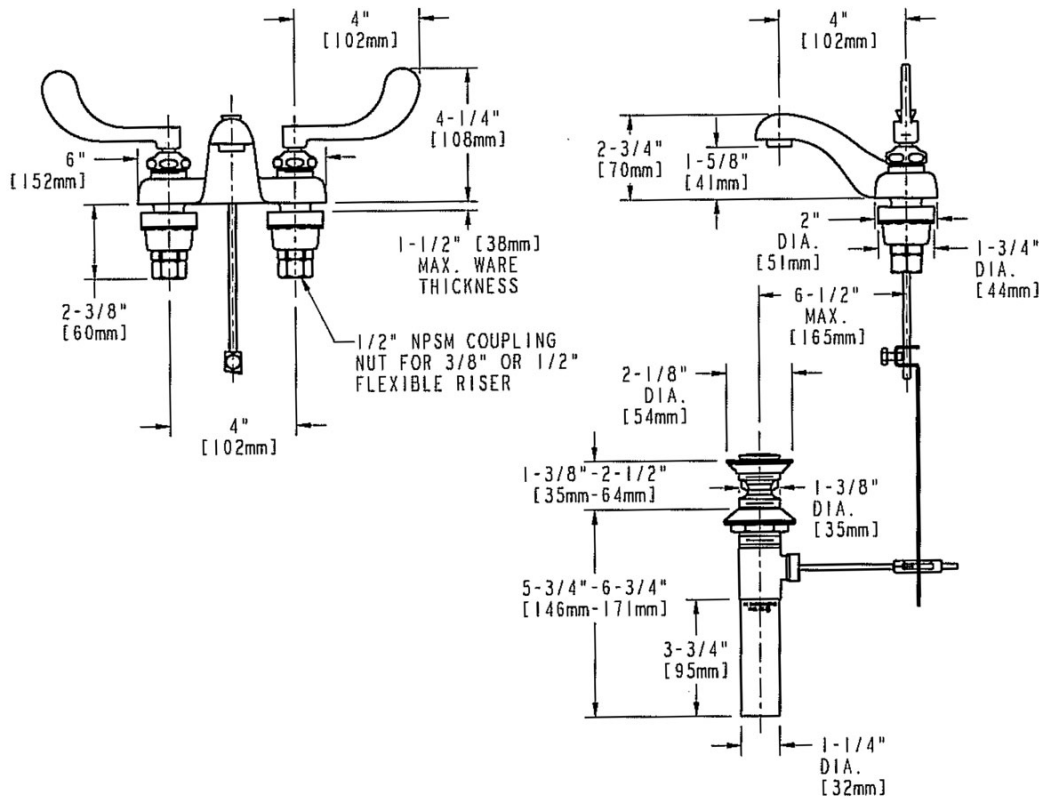 4"
[102mm]
4-1/4"
[108mm]
6"
[152mm]
1-1/2" [38mm]
MAX. WARE
THICKNESS
2-3/8"
[60mm]
1/2" NPSM COUPLING
NUT FOR 3/8" OR 1/2"
FLEXIBLE RISER
4"
[102mm]
4"
[102mm]
2-3/4"
[70mm]
1-5/8"
[41mm]
2"
DIA.
[51mm]
1-3/4"
DIA.
[44mm]
6-1/2"
MAX.
[165mm]
2-1/8"
DIA.
[54mm]
1-3/8"-2-1/2"
[35mm-64mm]
1-3/8"
DIA.
[35mm]
5-3/4"-6-3/4"
[146mm-171mm]
3-3/4"
[95mm]
1-1/4"
DIA.
[32mm]